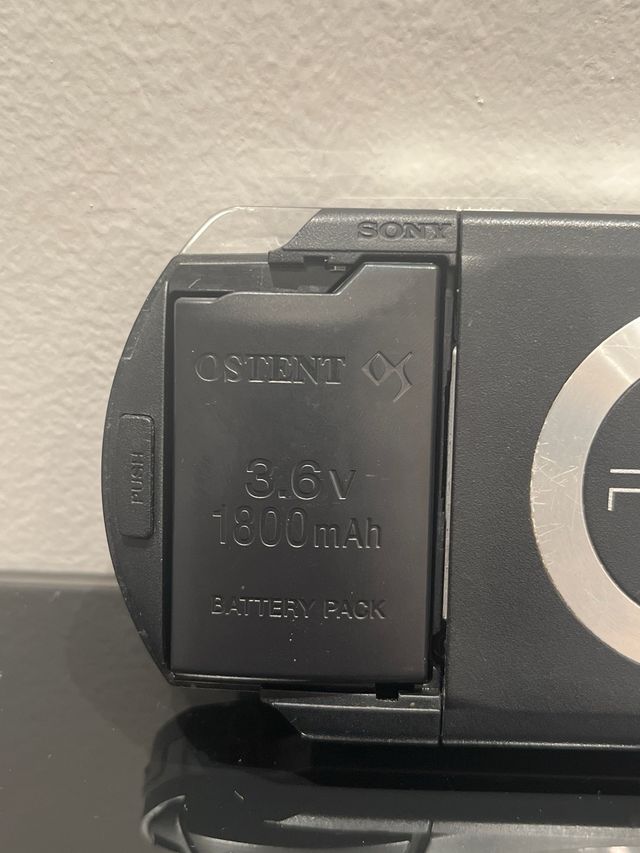 SONY
OSTENT
PUSH
3.6V
1800mAh
BATTERY PACK